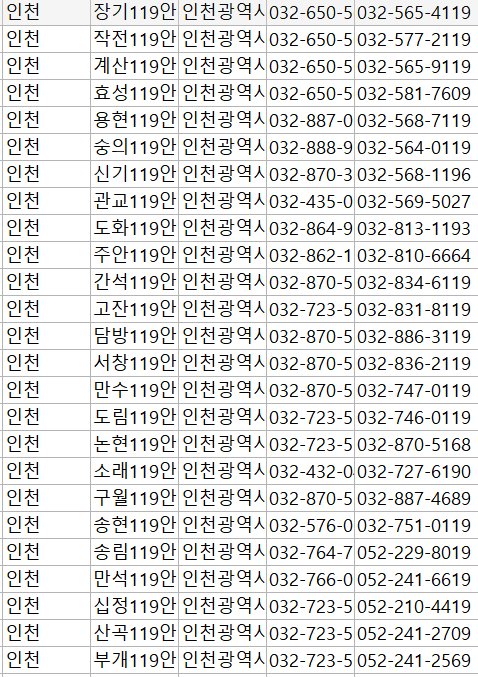 인천 장기119안 인천광역시 032-650-5 032-565-4119
인천 작전119안 인천광역시 032-650-5 032-577-2119
인천 계산119안 인천광역시 032-650-5 032-565-9119
인천 효성119안 인천광역시 032-650-5 032-581-7609
인천 용현119안 인천광역시 032-887-0 032-568-7119
인천 숭의119안 인천광역시 032-888-9 032-564-0119
인천 신기119안 인천광역시 032-870-3 032-568-1196
인천 관교119안 인천광역시 032-435-0 032-569-5027
인천 도화119안 인천광역시 032-864-9 032-813-1193
인천 주안119안 인천광역시 032-862-1 032-810-6664
인천 간석119안 인천광역시 032-870-5 032-834-6119
인천 고잔119안 인천광역시 032-723-5 032-831-8119
인천 담방119안 인천광역시 032-870-5 032-886-3119
인천 서창119안 인천광역시 032-870-5 032-836-2119
인천 만수119안 인천광역시 032-870-5 032-747-0119
인천 도림119안 인천광역시 032-723-5 032-746-0119
인천 논현119안 인천광역시 032-723-5 032-870-5168
인천 소래119안 인천광역시 032-432-0 032-727-6190
인천 구월119안 인천광역시 032-870-5 032-887-4689
인천 송현119안 인천광역시 032-576-0 032-751-0119
인천 송림119안 인천광역시 032-764-7 052-229-8019
인천 만석119안 인천광역시 032-766-0 052-241-6619
인천 십정119안 인천광역시 032-723-5 052-210-4419
인천 산곡119안 인천광역시 032-723-5 052-241-2709
인천 부개119안 인천광역시 032-723-5 052-241-2569